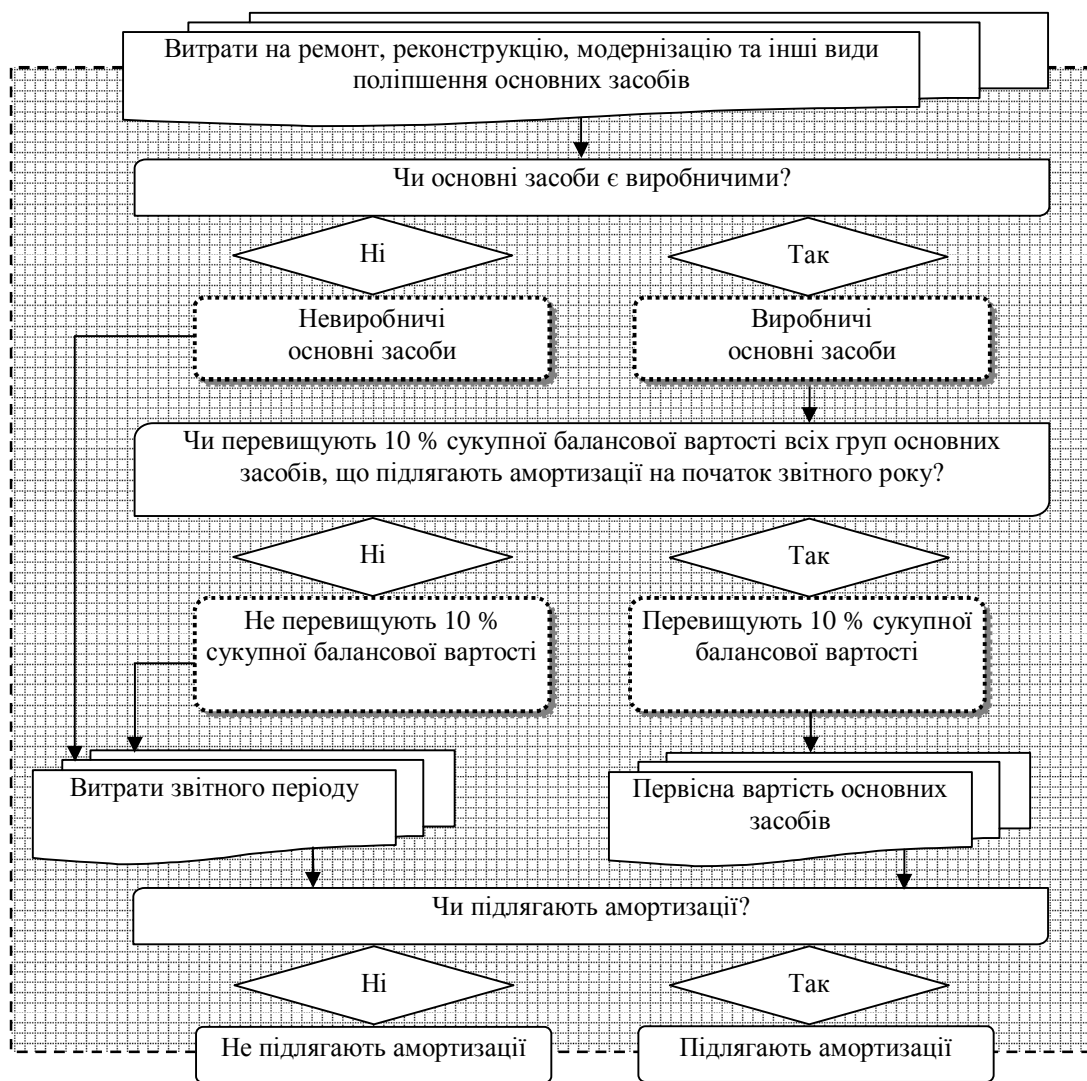 Витрати на ремонт, реконструкцію, модернізацію та інші види
поліпшення основних засобів
Чи основні засоби є виробничими?
Ні
Так
Невиробничі
основні засоби
Виробничі
основні засоби
Чи перевищують 10 % сукупної балансової вартості всіх груп основних
засобів, що підлягають амортизації на початок звітного року?
Ні
Так
Не перевищують 10 %
сукупної балансової вартості
Перевищують 10 % сукупної
балансової вартості
Витрати звітного періоду
Первісна вартість основних
засобів
Чи підлягають амортизації?
Ні
Так
Не підлягають амортизації
Підлягають амортизації